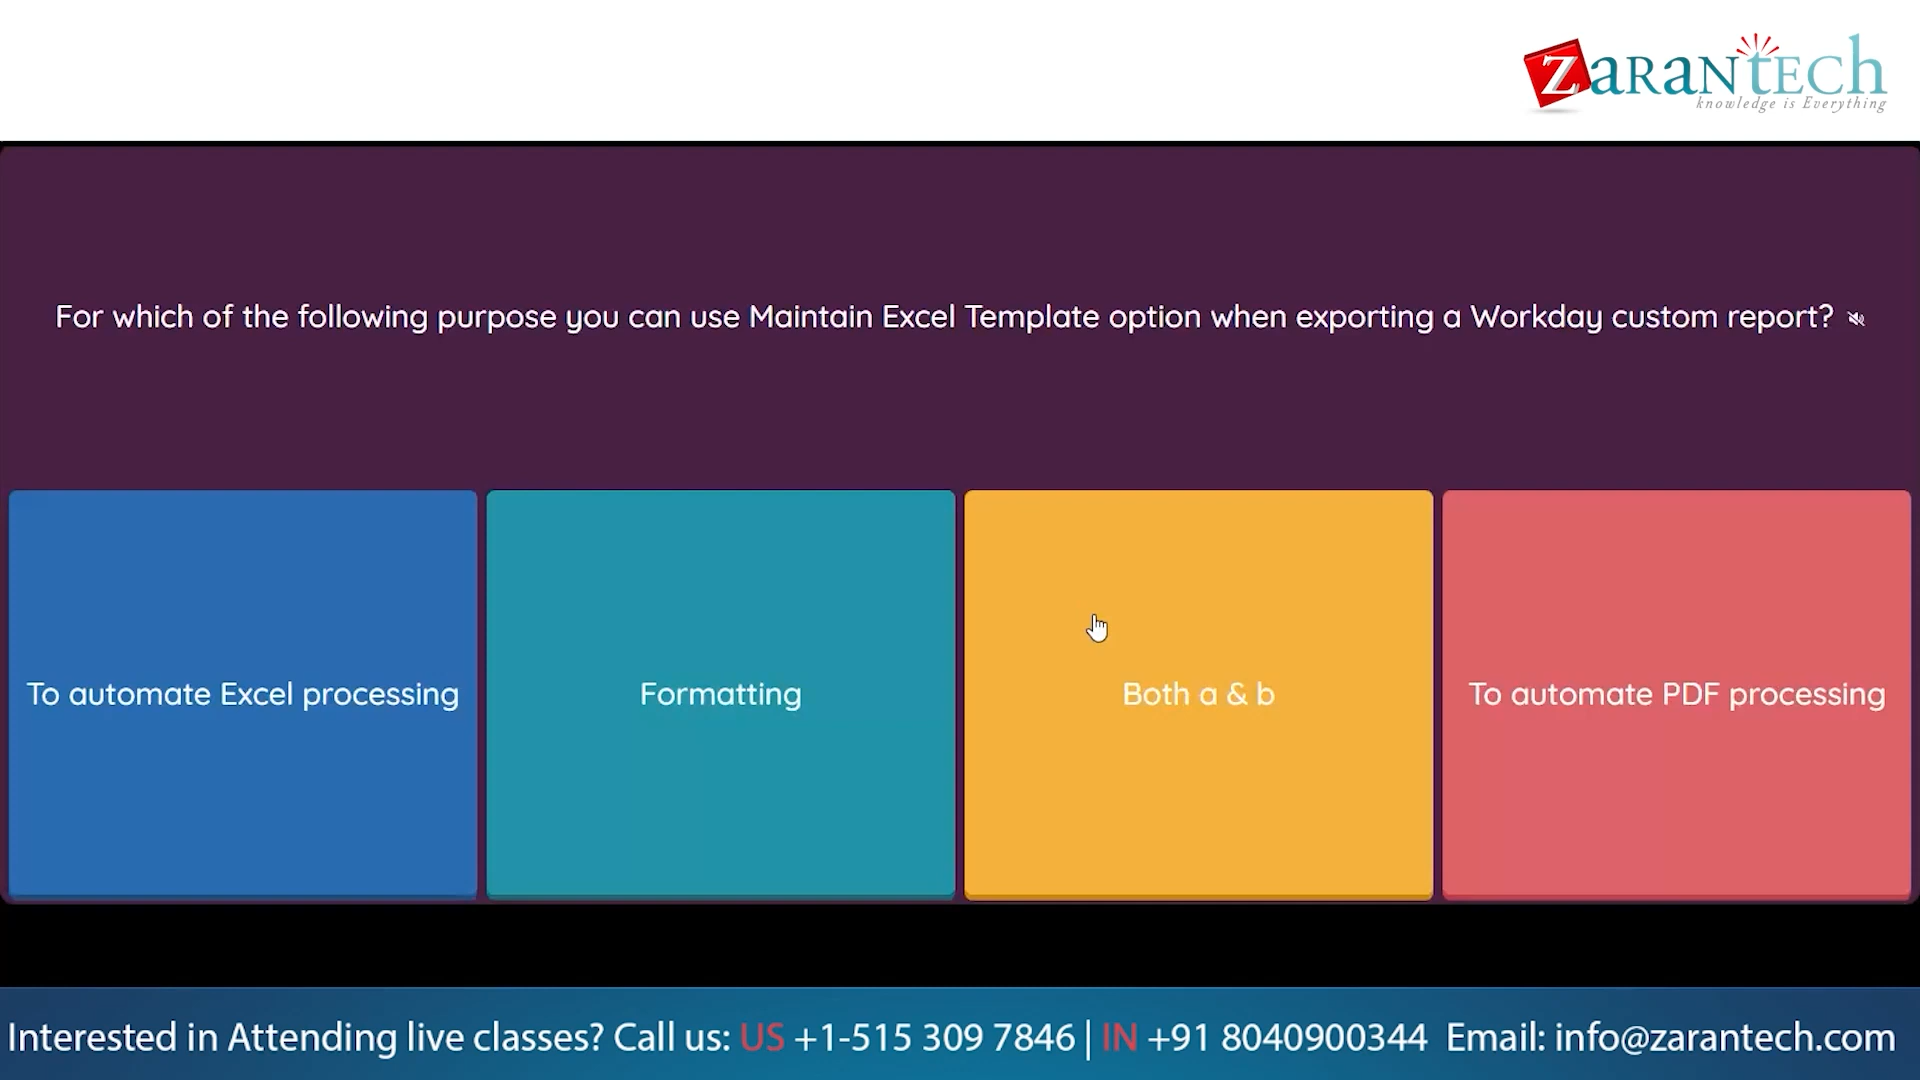 ZARANTECH
knowledge is Everything
For which of the following purpose you can use Maintain Excel Template option when exporting a Workday custom report?
To automate Excel processing
Formatting
Both a & b
To automate PDF processing
Interested in Attending live classes? Call us: US +1-515 309 7846 | IN +91 8040900344 Email: info@zarantech.com